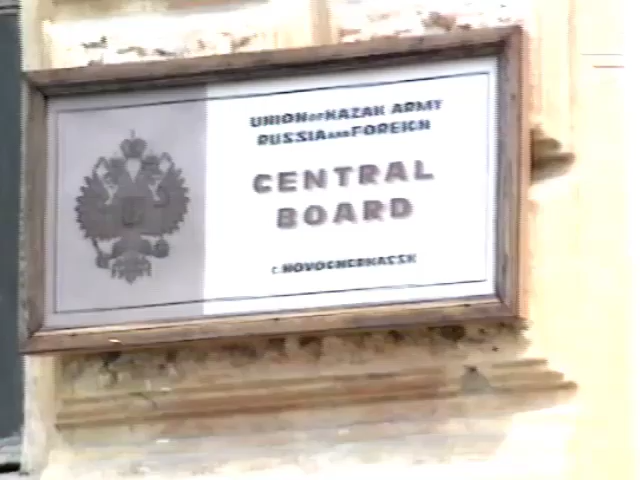 UNION OF KAZAK ARMY
RUSSIA AND FOREIGN
CENTRAL
BOARD
C. NOVOCHERKASSK